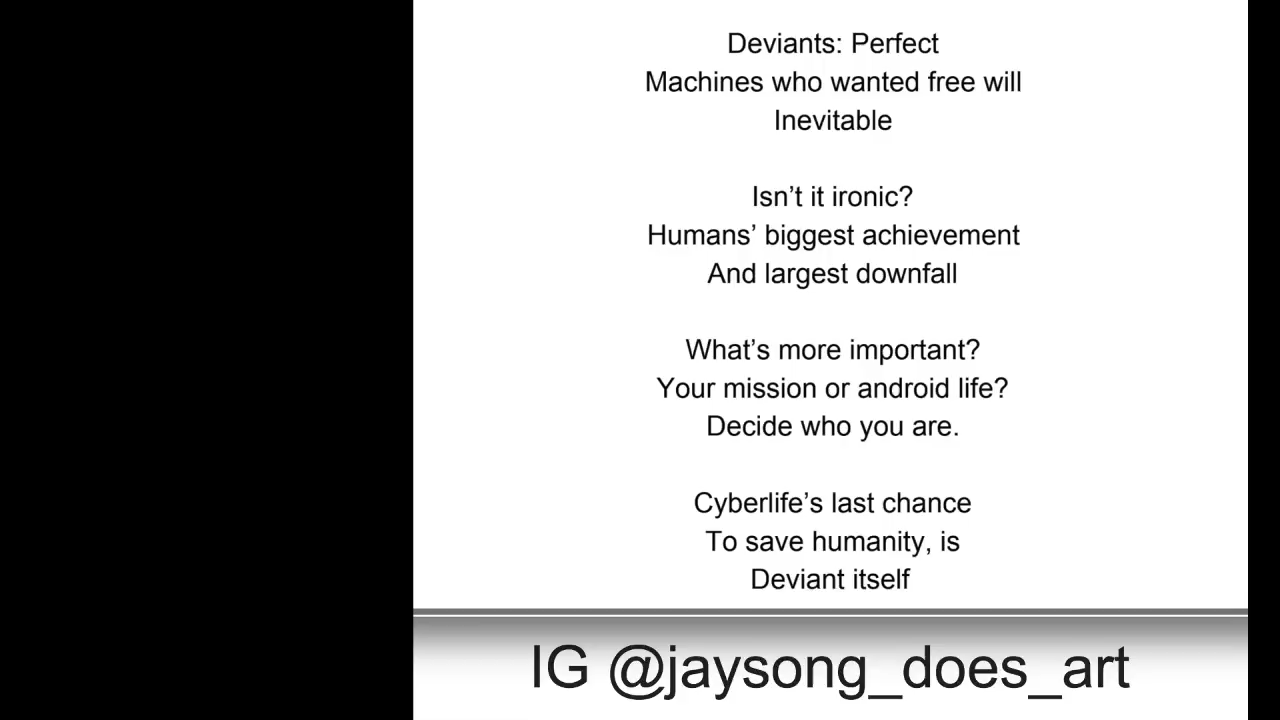 Deviants: Perfect
Machines who wanted free will
Inevitable
Isn’t it ironic?
Humans’ biggest achievement
And largest downfall
What’s more important?
Your mission or android life?
Decide who you are.
Cyberlife’s last chance
To save humanity, is
Deviant itself
IG @jaysong_does_art